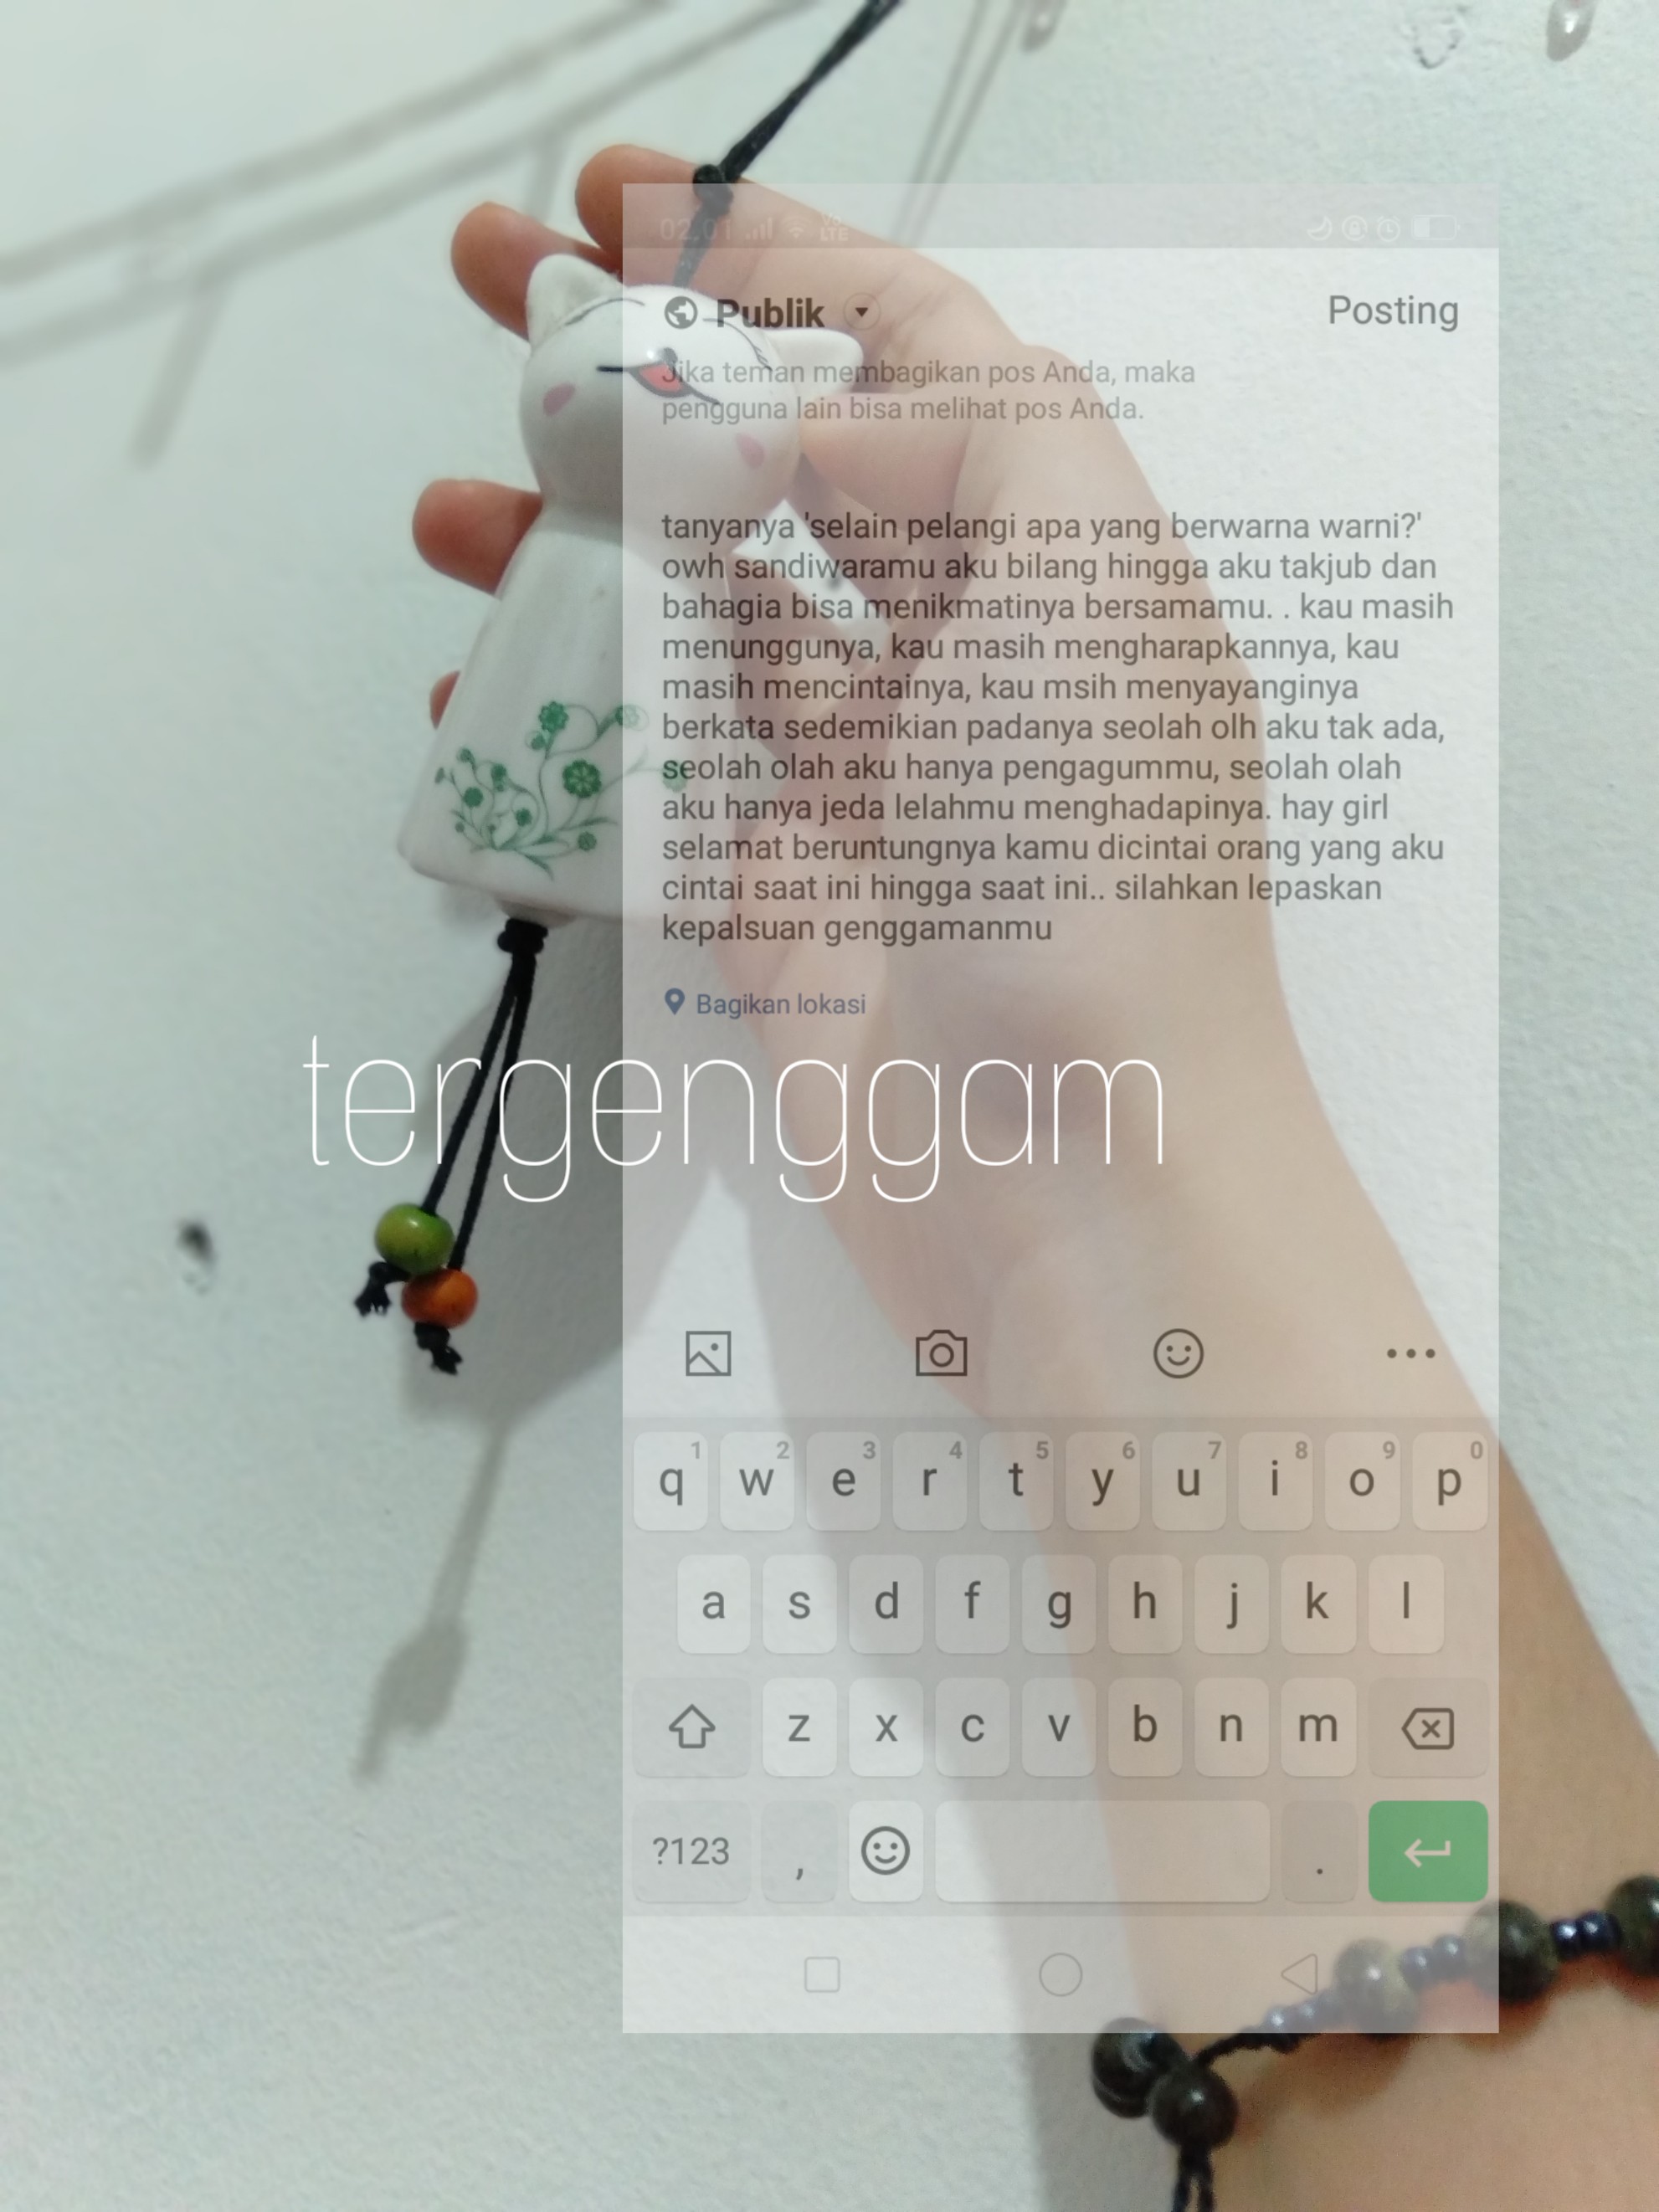 02.01
Vo
LTE
Publik
Posting
Jika teman membagikan pos Anda, maka
pengguna lain bisa melihat pos Anda.
tanyanya 'selain pelangi apa yang berwarna warni?'
owh sandiwaramu aku bilang hingga aku takjub dan
bahagia bisa menikmatinya bersamamu. . kau masih
menunggunya, kau masih mengharapkannya, kau
masih mencintainya, kau msih menyayanginya
berkata sedemikian padanya seolah olh aku tak ada,
seolah olah aku hanya pengagummu, seolah olah
aku hanya jeda lelahmu menghadapinya. hay girl
selamat beruntungnya kamu dicintai orang yang aku
cintai saat ini hingga saat ini.. silahkan lepaskan
kepalsuan genggamanmu
Bagikan lokasi
tergenggam
1 2 3 4 5 6 7 8 9 0
q w e r t y u i o p
a s d f g h j k l
z x c v b n m
?123 , .